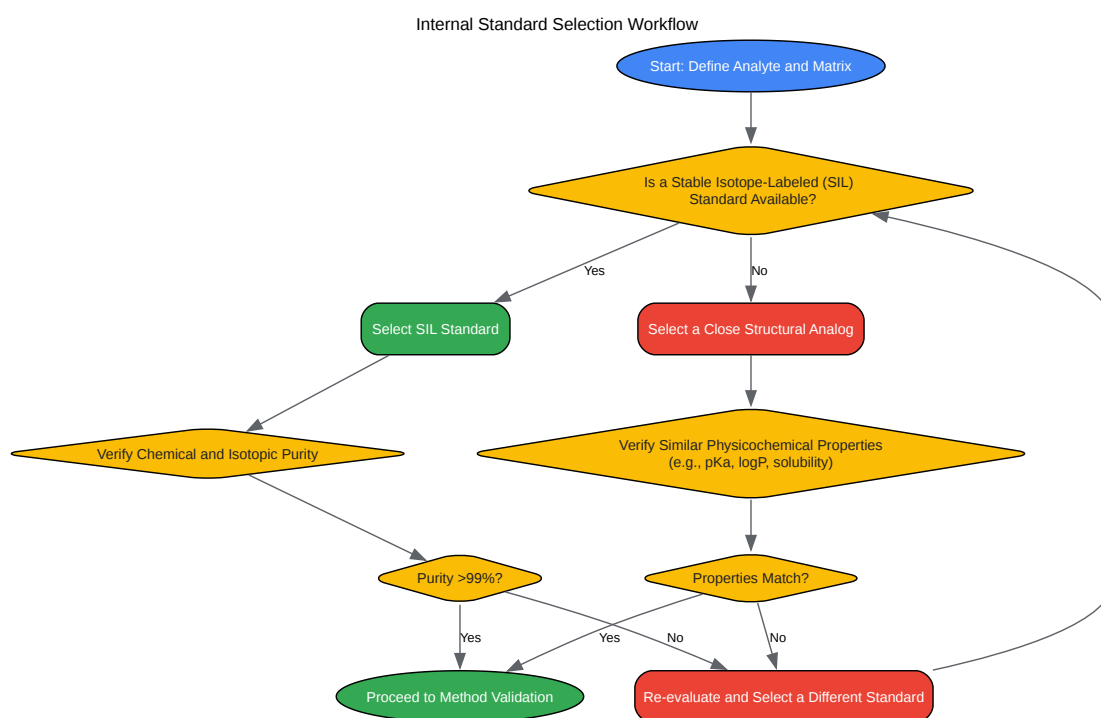 Internal Standard Selection Workflow
Start: Define Analyte and Matrix
Is a Stable Isotope-Labeled (SIL)
Standard Available?
Yes
No
Select SIL Standard
Select a Close Structural Analog
Verify Chemical and Isotopic Purity
Verify Similar Physicochemical Properties
(e.g., pKa, logP, solubility)
Purity >99%?
Properties Match?
Yes
Yes
No
No
Proceed to Method Validation
Re-evaluate and Select a Different Standard